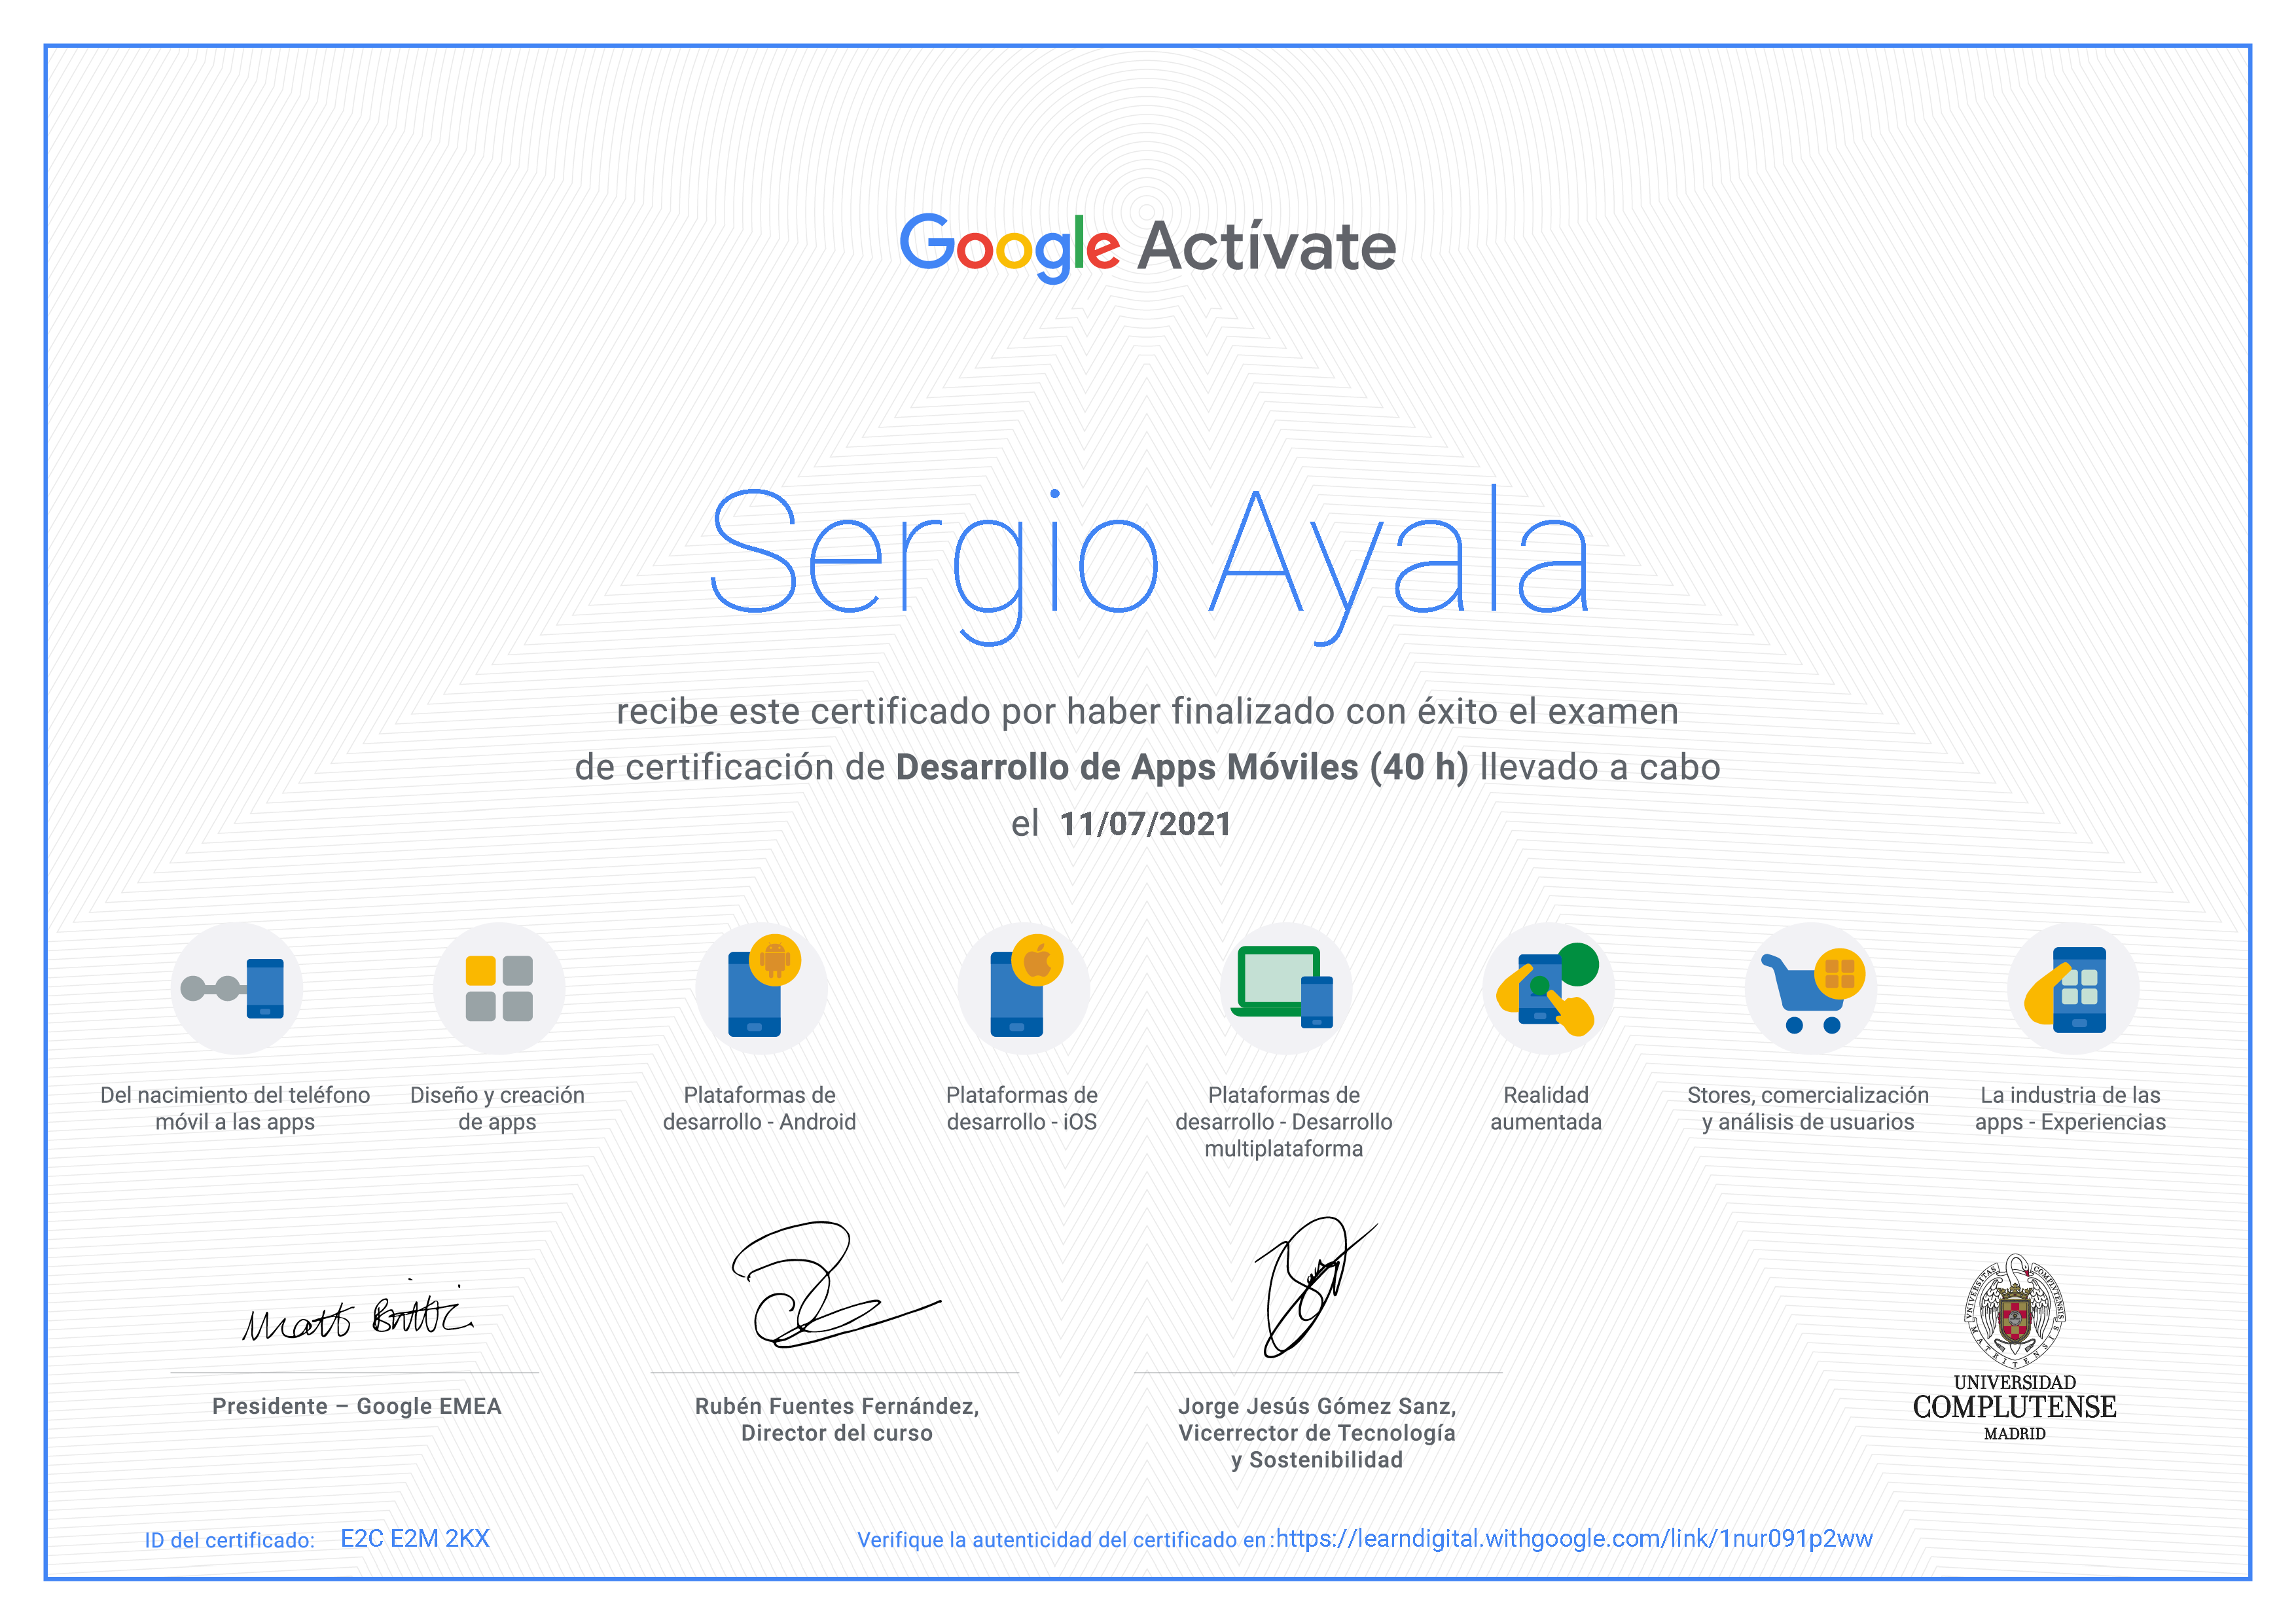 Google Actívate
Sergio Ayala
recibe este certificado por haber finalizado con éxito el examen
de certificación de Desarrollo de Apps Móviles (40 h) llevado a cabo
el 11/07/2021
Del nacimiento del teléfono
móvil a las apps
Diseño y creación
de apps
Plataformas de
desarrollo - Android
Plataformas de
desarrollo - iOS
Plataformas de
desarrollo - Desarrollo
multiplataforma
Realidad
aumentada
Stores, comercialización
y análisis de usuarios
La industria de las
apps - Experiencias
Presidente – Google EMEA
Rubén Fuentes Fernández,
Director del curso
Jorge Jesús Gómez Sanz,
Vicerrector de Tecnología
y Sostenibilidad
UNIVERSITAS COMPLUTENSIS
MATRITENSIS
UNIVERSIDAD
COMPLUTENSE
MADRID
ID del certificado: E2C E2M 2KX
Verifique la autenticidad del certificado en: https://learndigital.withgoogle.com/link/1nur091p2ww